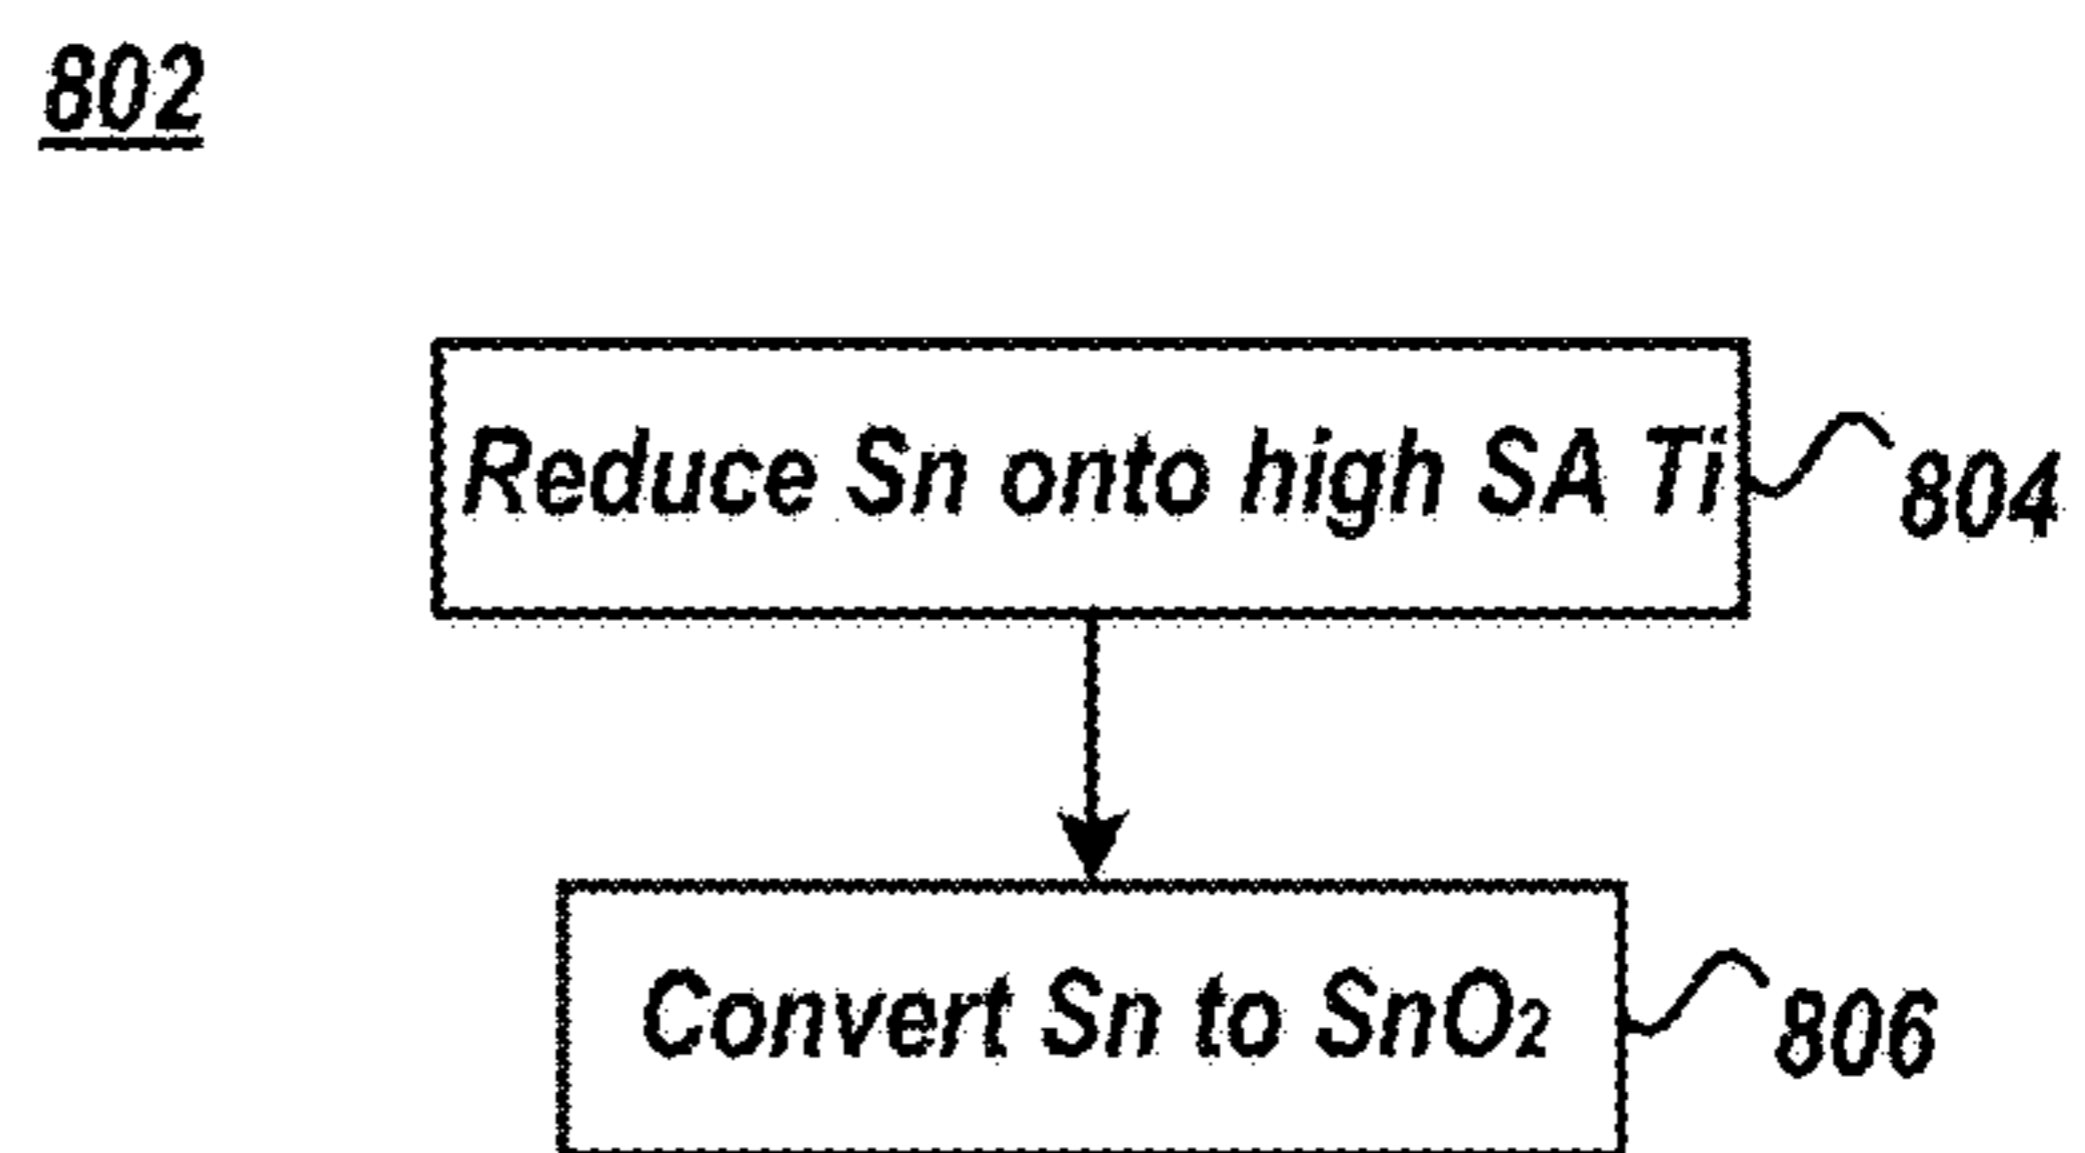 802
Reduce Sn onto high SA Ti
804
Convert Sn to SnO₂
806